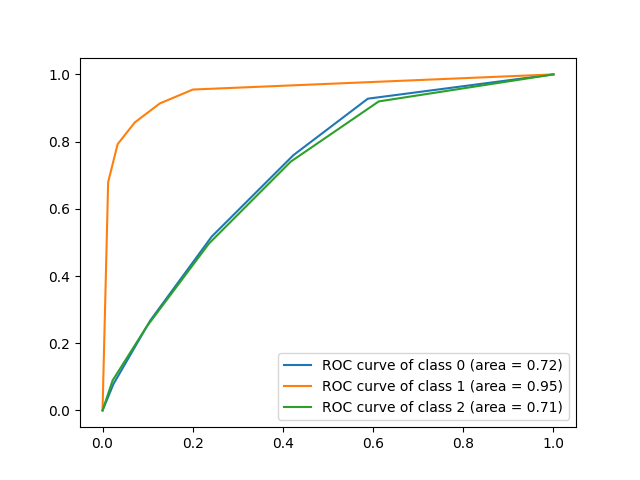 1.0
0.8
0.6
0.4
0.2
0.0
ROC curve of class 0 (area = 0.72)
ROC curve of class 1 (area = 0.95)
ROC curve of class 2 (area = 0.71)
0.0 0.2 0.4 0.6 0.8 1.0